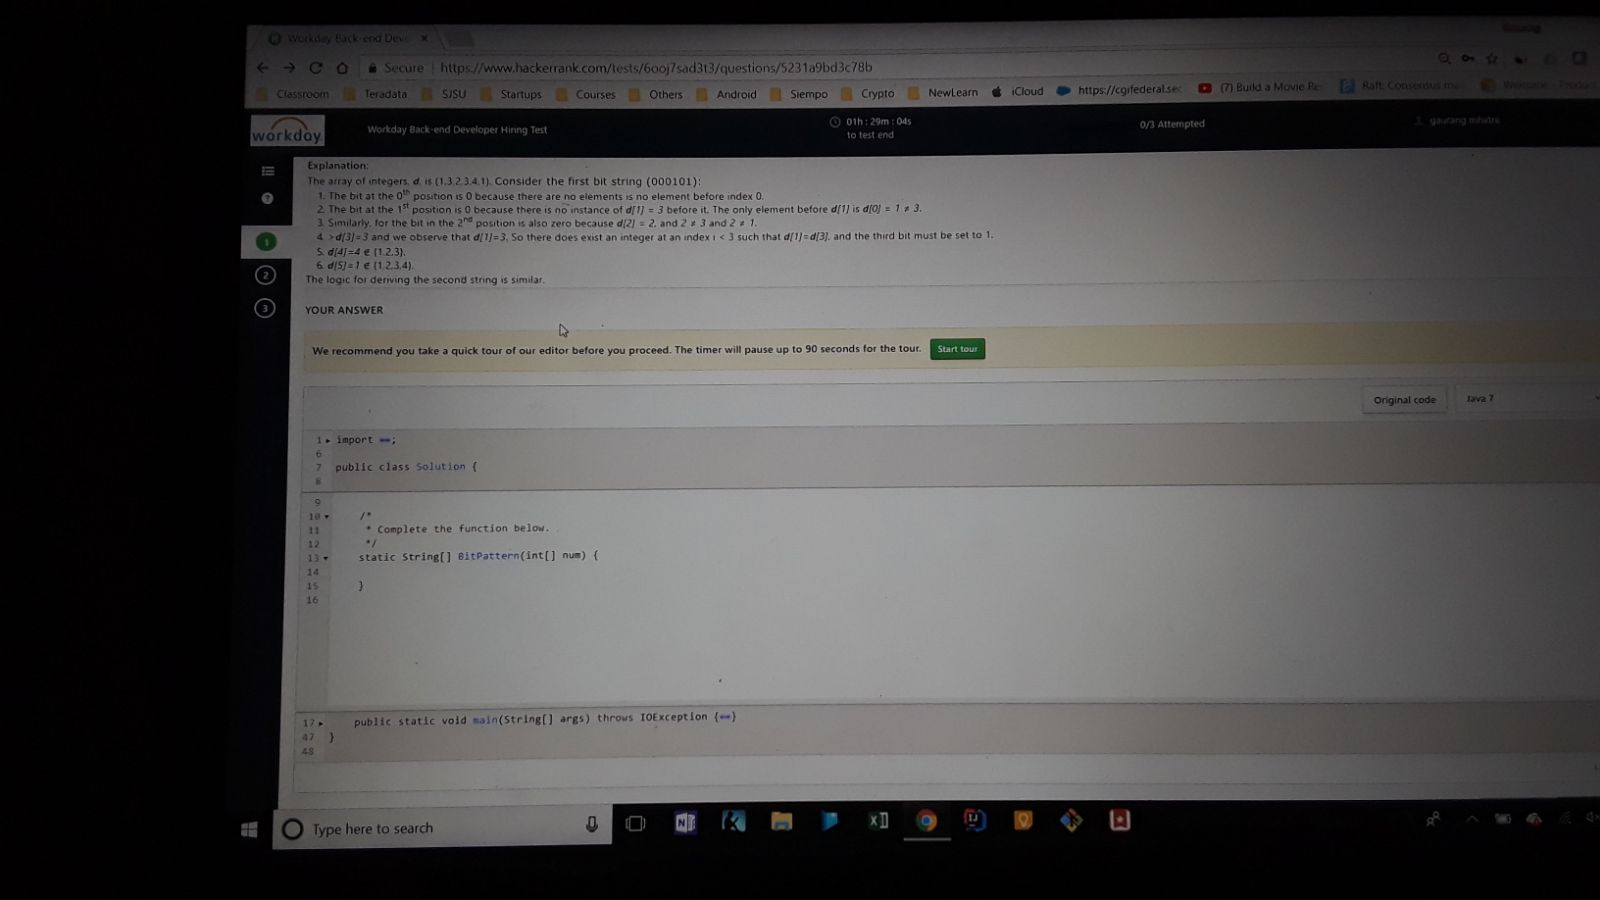 Workday Back-end Deve x
Secure | https://www.hackerrank.com/tests/6ooj7sad3t3/questions/5231a9bd3c78b
Classroom Teradata SJSU Startups Courses Others Android Siempo Crypto NewLearn iCloud https://cgifederal.sec (7) Build a Movie Re Raft: Consensus ma Welcome - Produc
workday Workday Back-end Developer Hiring Test 01h : 29m : 04s 0/3 Attempted gaurang mhatre
to test end
Explanation:
The array of integers, d, is {1,3,2,3,4,1}. Consider the first bit string (000101):
1. The bit at the 0th position is 0 because there are no elements is no element before index 0.
2. The bit at the 1st position is 0 because there is no instance of d[1] = 3 before it. The only element before d[1] is d[0] = 1 ≠ 3.
3. Similarly, for the bit in the 2nd position is also zero because d[2] = 2, and 2 ≠ 3 and 2 ≠ 1.
4. >d[3]=3 and we observe that d[1]=3, So there does exist an integer at an index i < 3 such that d[1]=d[3], and the third bit must be set to 1.
5. d[4]=4 ∉ {1,2,3}.
6. d[5]=1 ∈ {1,2,3,4}.
The logic for deriving the second string is similar.
1
2
3
YOUR ANSWER
We recommend you take a quick tour of our editor before you proceed. The timer will pause up to 90 seconds for the tour. Start tour
Original code Java 7
1 import ;
6
7 public class Solution {
8
9
10 /*
11 * Complete the function below.
12 */
13 static String[] BitPattern(int[] num) {
14
15 }
16
17 public static void main(String[] args) throws IOException {}
47 }
48
Type here to search